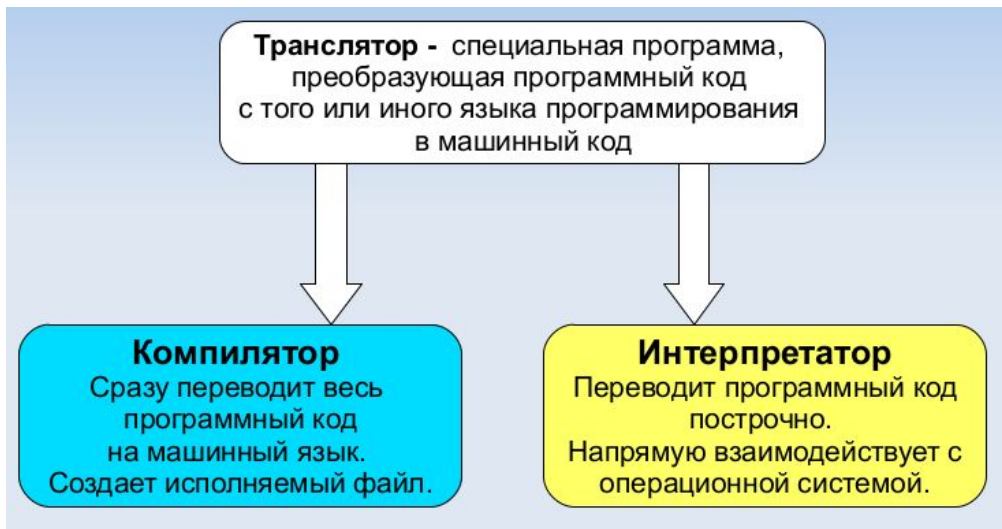 Транслятор - специальная программа,
преобразующая программный код
с того или иного языка программирования
в машинный код
Компилятор
Сразу переводит весь
программный код
на машинный язык.
Создает исполняемый файл.
Интерпретатор
Переводит программный код
построчно.
Напрямую взаимодействует с
операционной системой.